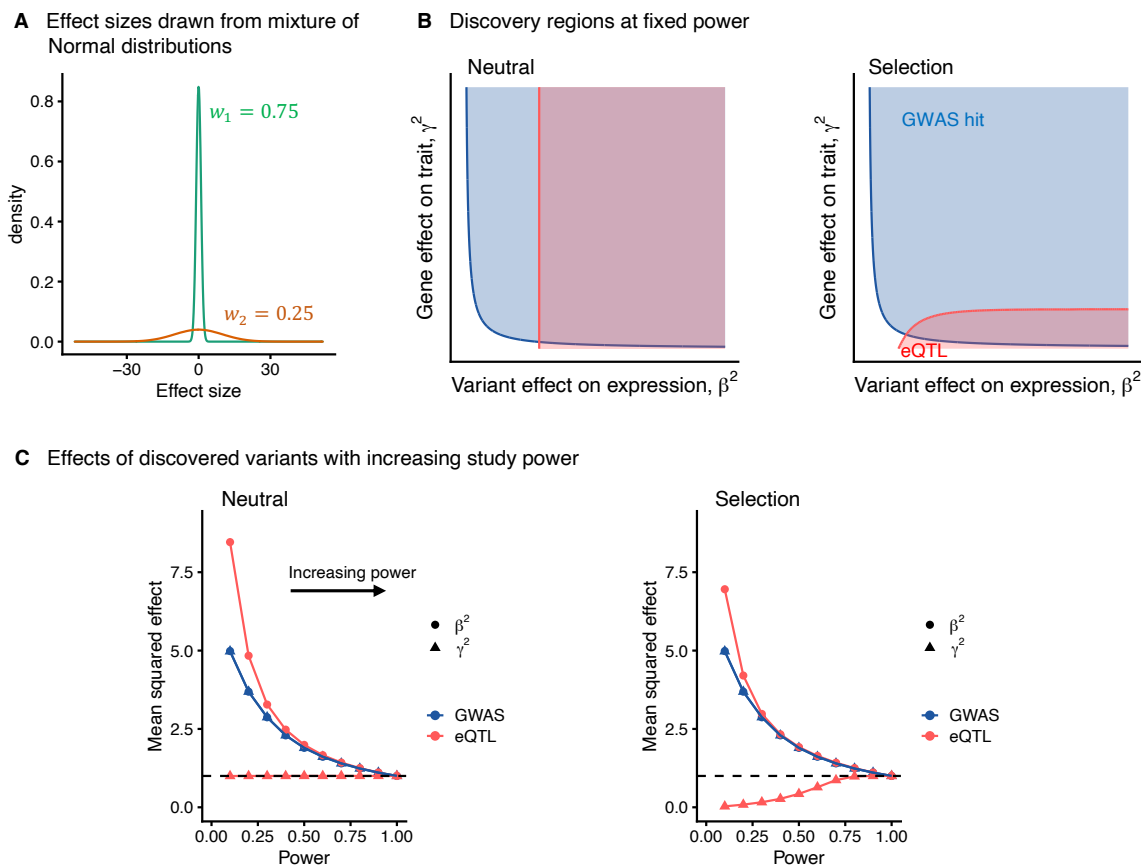 A Effect sizes drawn from mixture of
Normal distributions
density
0.8
0.6
0.4
0.2
0.0
w₁ = 0.75
w₂ = 0.25
−30
0
30
Effect size
B Discovery regions at fixed power
Neutral
Gene effect on trait, γ²
Variant effect on expression, β²
Selection
Gene effect on trait, γ²
GWAS hit
eQTL
Variant effect on expression, β²
C Effects of discovered variants with increasing study power
Neutral
Mean squared effect
7.5
5.0
2.5
0.0
Increasing power
0.00
0.25
0.50
0.75
1.00
Power
β²
γ²
GWAS
eQTL
Selection
Mean squared effect
7.5
5.0
2.5
0.0
0.00
0.25
0.50
0.75
1.00
Power
β²
γ²
GWAS
eQTL